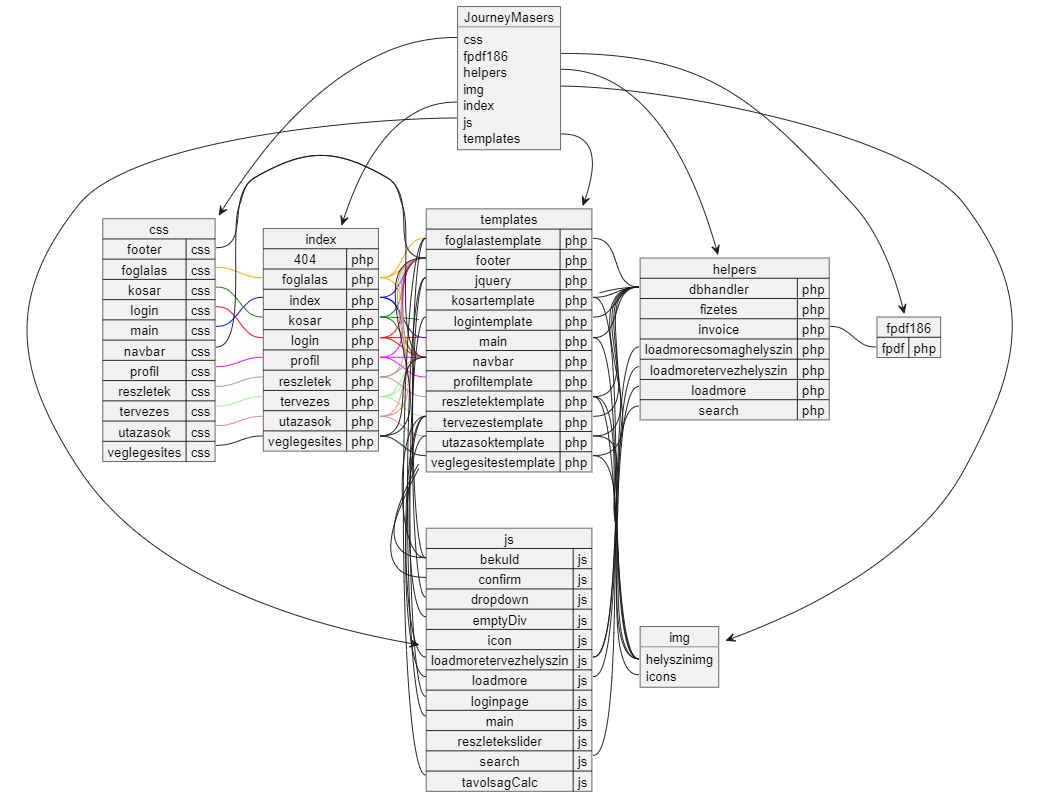 JourneyMasers
css
fpdf186
helpers
img
index
js
templates
css
footer css
foglalas css
kosar css
login css
main css
navbar css
profil css
reszletek css
tervezes css
utazasok css
veglegesites css
index
404 php
foglalas php
index php
kosar php
login php
profil php
reszletek php
tervezes php
utazasok php
veglegesites php
templates
foglalastemplate php
footer php
jquery php
kosartemplate php
logintemplate php
main php
navbar php
profiltemplate php
reszletektemplate php
tervezestemplate php
utazasoktemplate php
veglegesitestemplate php
helpers
dbhandler php
fizetes php
invoice php
loadmorecsomaghelyszin php
loadmoretervezhelyszin php
loadmore php
search php
fpdf186
fpdf php
js
bekuld js
confirm js
dropdown js
emptyDiv js
icon js
loadmoretervezhelyszin js
loadmore js
loginpage js
main js
reszletekslider js
search js
tavolsagCalc js
img
helyszinimg
icons